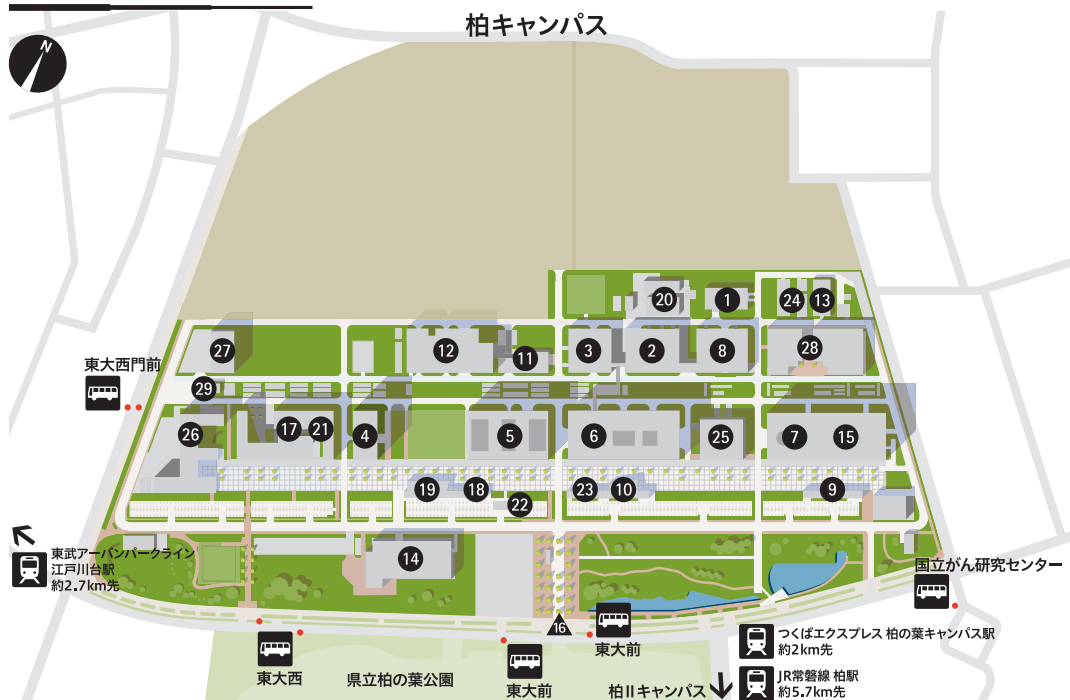 柏キャンパス
N
20
1
24
13
27
12
11
3
2
8
28
東大西門前
29
26
17
21
4
5
6
25
7
15
19
18
22
23
10
9
14
東武アーバンパークライン
江戸川台駅
約2.7km先
国立がん研究センター
16
東大西
県立柏の葉公園
東大前
東大前
柏IIキャンパス
つくばエクスプレス 柏の葉キャンパス駅
約2km先
JR常磐線 柏駅
約5.7km先